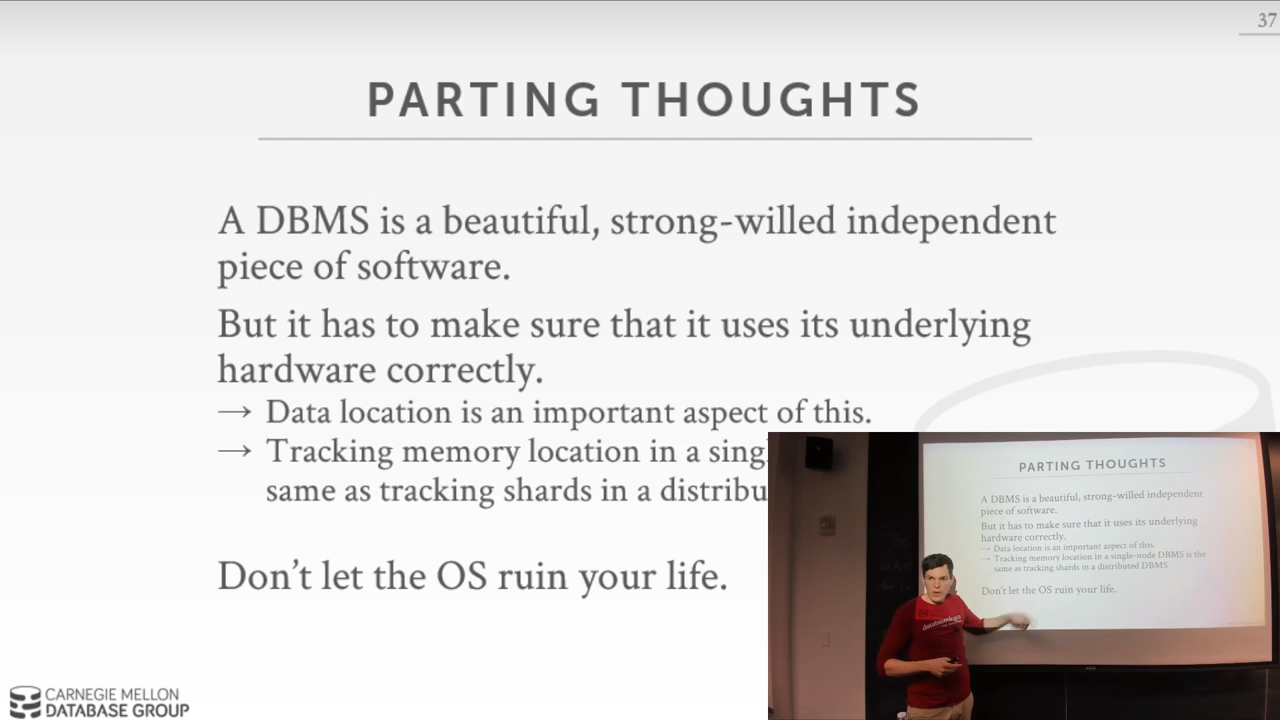 37
PARTING THOUGHTS
A DBMS is a beautiful, strong-willed independent
piece of software.
But it has to make sure that it uses its underlying
hardware correctly.
→ Data location is an important aspect of this.
→ Tracking memory location in a sing
same as tracking shards in a distribu
Don't let the OS ruin your life.
CARNEGIE MELLON
DATABASE GROUP
PARTING THOUGHTS
A DBMS is a beautiful, strong-willed independent
piece of software.
But it has to make sure that it uses its underlying
hardware correctly.
→ Data location is an important aspect of this.
→ Tracking memory location in a single-node DBMS is the
same as tracking shards in a distributed DBMS
Don't let the OS ruin your life.